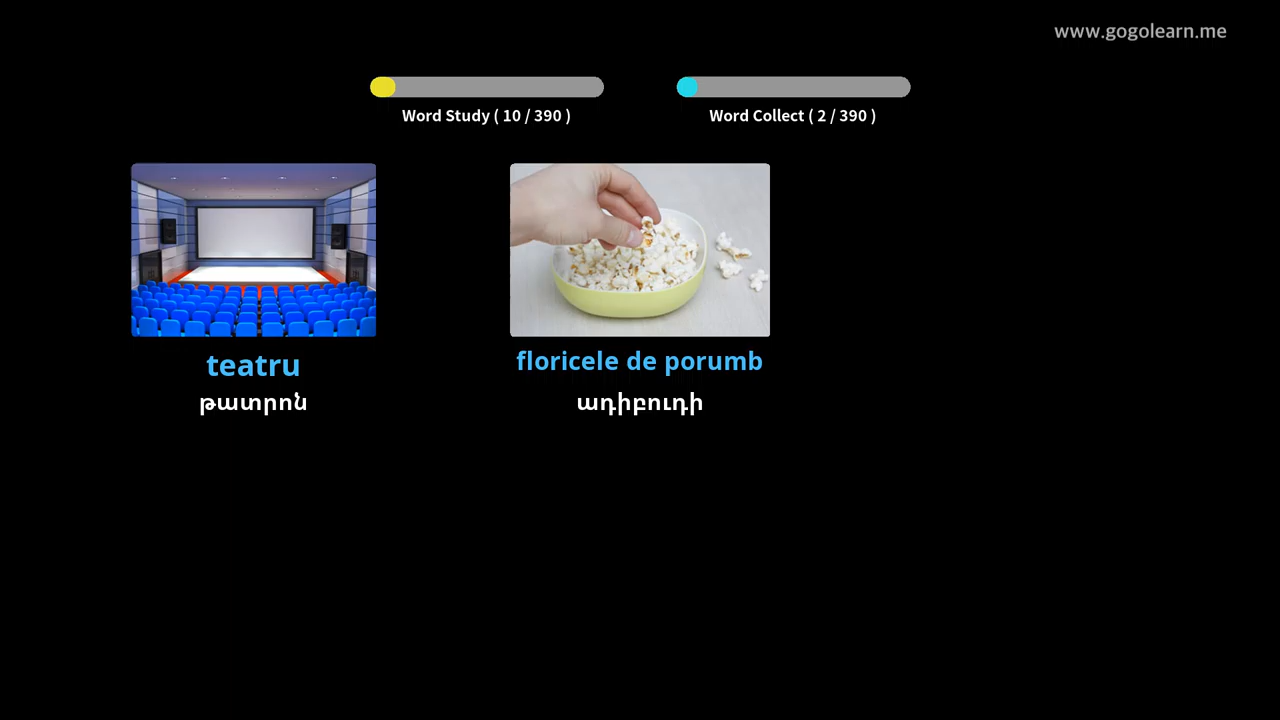 www.gogolearn.me
Word Study ( 10 / 390 )
Word Collect ( 2 / 390 )
teatru
թատրոն
floricele de porumb
ադիբուդի